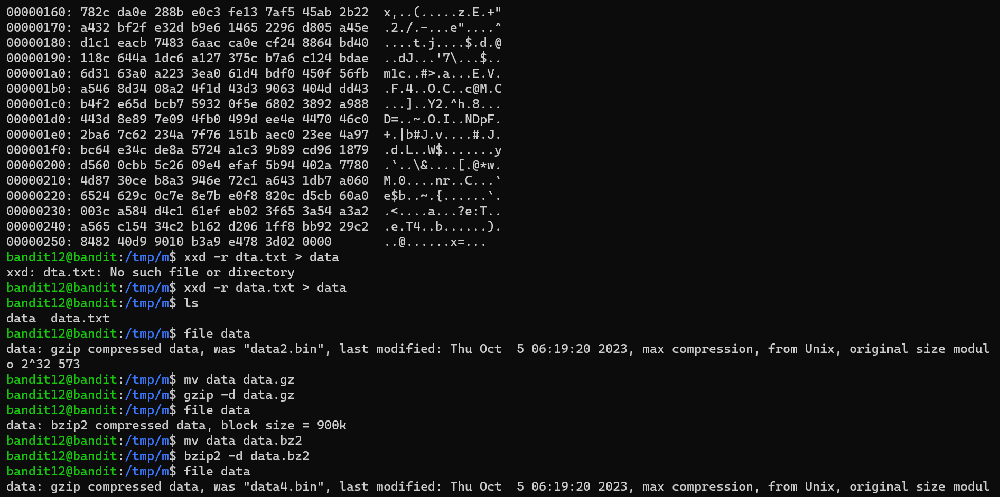 00000160: 782c da0e 288b e0c3 fe13 7af5 45ab 2b22  x,..(.....z.E.+"
00000170: a432 bf2f e32d b9e6 1465 2296 d805 a45e  .2./.-...e"....^
00000180: d1c1 eacb 7483 6aac ca0e cf24 8864 bd40  ....t.j....$.d.@
00000190: 118c 644a 1dc6 a127 375c b7a6 c124 bdae  ..dJ...'7\...$..
000001a0: 6d31 63a0 a223 3ea0 61d4 bdf0 450f 56fb  m1c..#>.a...E.V.
000001b0: a546 8d34 08a2 4f1d 43d3 9063 404d dd43  .F.4..O.C..c@M.C
000001c0: b4f2 e65d bcb7 5932 0f5e 6802 3892 a988  ...]..Y2.^h.8...
000001d0: 443d 8e89 7e09 4fb0 499d ee4e 4470 46c0  D=..~.O.I..NDpF.
000001e0: 2ba6 7c62 234a 7f76 151b aec0 23ee 4a97  +.|b#J.v....#.J.
000001f0: bc64 e34c de8a 5724 a1c3 9b89 cd96 1879  .d.L..W$.......y
00000200: d560 0cbb 5c26 09e4 efaf 5b94 402a 7780  .`..\&....[.@*w.
00000210: 4d87 30ce b8a3 946e 72c1 a643 1db7 a060  M.0....nr..C...`
00000220: 6524 629c 0c7e 8e7b e0f8 820c d5cb 60a0  e$b..~.{......`.
00000230: 003c a584 d4c1 61ef eb02 3f65 3a54 a3a2  .<....a...?e:T..
00000240: a565 c154 34c2 b162 d206 1ff8 bb92 29c2  .e.T4..b......).
00000250: 8482 40d9 9010 b3a9 e478 3d02 0000       ..@......x=...
bandit12@bandit:/tmp/m$ xxd -r dta.txt > data
xxd: dta.txt: No such file or directory
bandit12@bandit:/tmp/m$ xxd -r data.txt > data
bandit12@bandit:/tmp/m$ ls
data  data.txt
bandit12@bandit:/tmp/m$ file data
data: gzip compressed data, was "data2.bin", last modified: Thu Oct  5 06:19:20 2023, max compression, from Unix, original size modul
o 2^32 573
bandit12@bandit:/tmp/m$ mv data data.gz
bandit12@bandit:/tmp/m$ gzip -d data.gz
bandit12@bandit:/tmp/m$ file data
data: bzip2 compressed data, block size = 900k
bandit12@bandit:/tmp/m$ mv data data.bz2
bandit12@bandit:/tmp/m$ bzip2 -d data.bz2
bandit12@bandit:/tmp/m$ file data
data: gzip compressed data, was "data4.bin", last modified: Thu Oct  5 06:19:20 2023, max compression, from Unix, original size modul